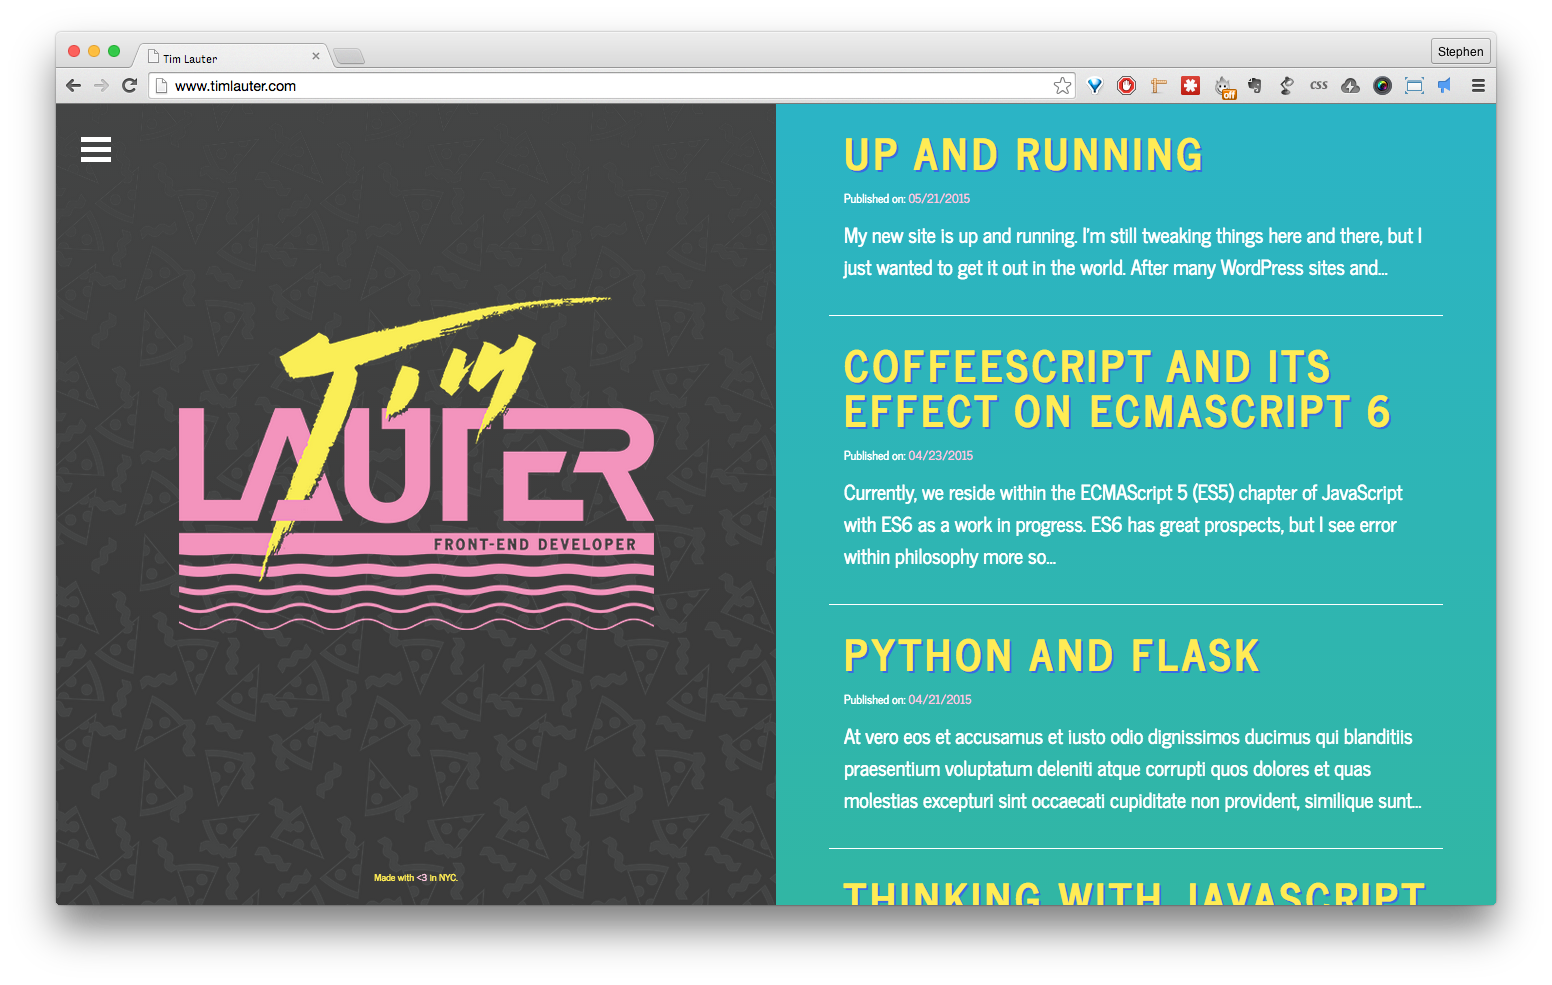 Tim Lauter
Stephen
www.timlauter.com
off
CSS
Tim
LAUTER
FRONT-END DEVELOPER
Made with <3 in NYC.
UP AND RUNNING
Published on: 05/21/2015
My new site is up and running. I'm still tweaking things here and there, but I
just wanted to get it out in the world. After many WordPress sites and...
COFFEESCRIPT AND ITS
EFFECT ON ECMASCRIPT 6
Published on: 04/23/2015
Currently, we reside within the ECMAScript 5 (ES5) chapter of JavaScript
with ES6 as a work in progress. ES6 has great prospects, but I see error
within philosophy more so...
PYTHON AND FLASK
Published on: 04/21/2015
At vero eos et accusamus et iusto odio dignissimos ducimus qui blanditiis
praesentium voluptatum deleniti atque corrupti quos dolores et quas
molestias excepturi sint occaecati cupiditate non provident, similique sunt...
THINKING WITH JAVASCRIPT